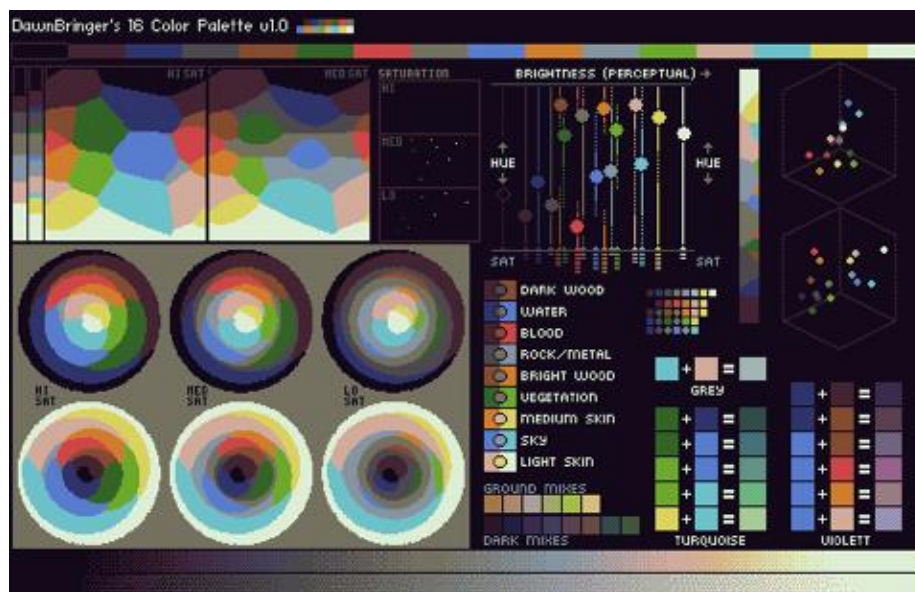 DawnBringer's 16 Color Palette v1.0
HI SAT
MED SAT
SATURATION
HI
MED
LO
BRIGHTNESS (PERCEPTUAL) →
HUE
HUE
SAT
SAT
DARK WOOD
WATER
BLOOD
ROCK/METAL
BRIGHT WOOD
VEGETATION
MEDIUM SKIN
SKY
LIGHT SKIN
GROUND MIXES
DARK MIXES
HI SAT
MED SAT
LO SAT
+ =
GREY
+ =
+ =
+ =
+ =
+ =
TURQUOISE
+ =
+ =
+ =
+ =
+ =
+ =
VIOLETT